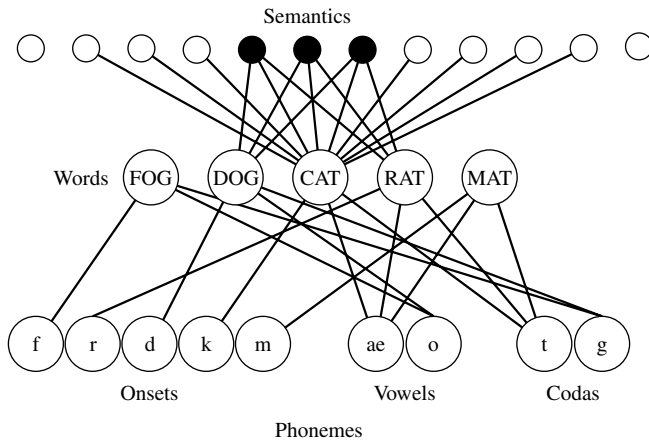 Semantics
Words FOG DOG CAT RAT MAT
f r d k m ae o t g
Onsets Vowels Codas
Phonemes